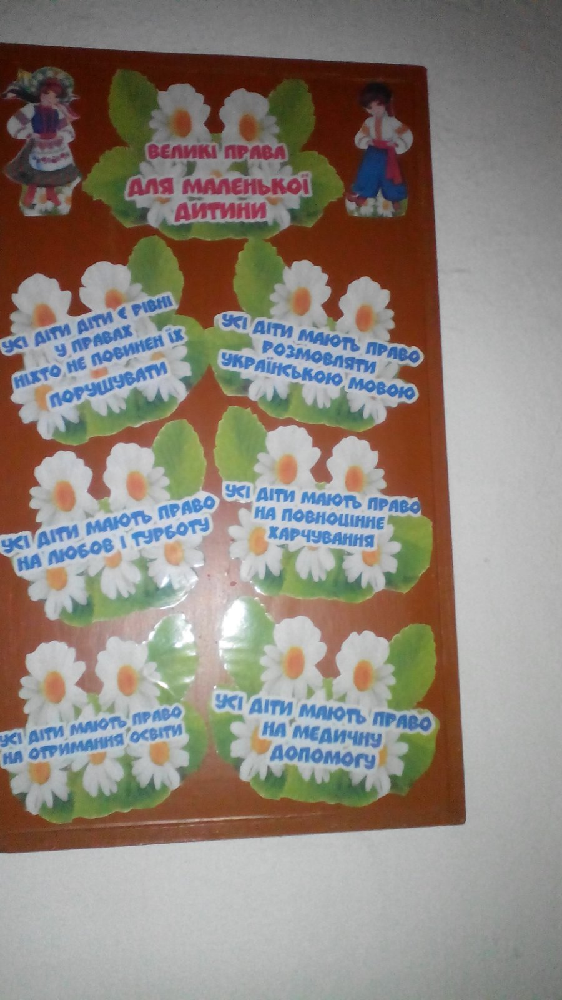 ВЕЛИКІ ПРАВА
ДЛЯ МАЛЕНЬКОЇ
ДИТИНИ
УСІ ДІТИ ДІТИ Є РІВНІ
У ПРАВАХ
НІХТО НЕ ПОВИНЕН ЇХ
ПОРУШУВАТИ
УСІ ДІТИ МАЮТЬ ПРАВО
РОЗМОВЛЯТИ
УКРАЇНСЬКОЮ МОВОЮ
УСІ ДІТИ МАЮТЬ ПРАВО
НА ЛЮБОВ І ТУРБОТУ
УСІ ДІТИ МАЮТЬ ПРАВО
НА ПОВНОЦІННЕ
ХАРЧУВАННЯ
УСІ ДІТИ МАЮТЬ ПРАВО
НА ОТРИМАННЯ ОСВІТИ
УСІ ДІТИ МАЮТЬ ПРАВО
НА МЕДИЧНУ
ДОПОМОГУ